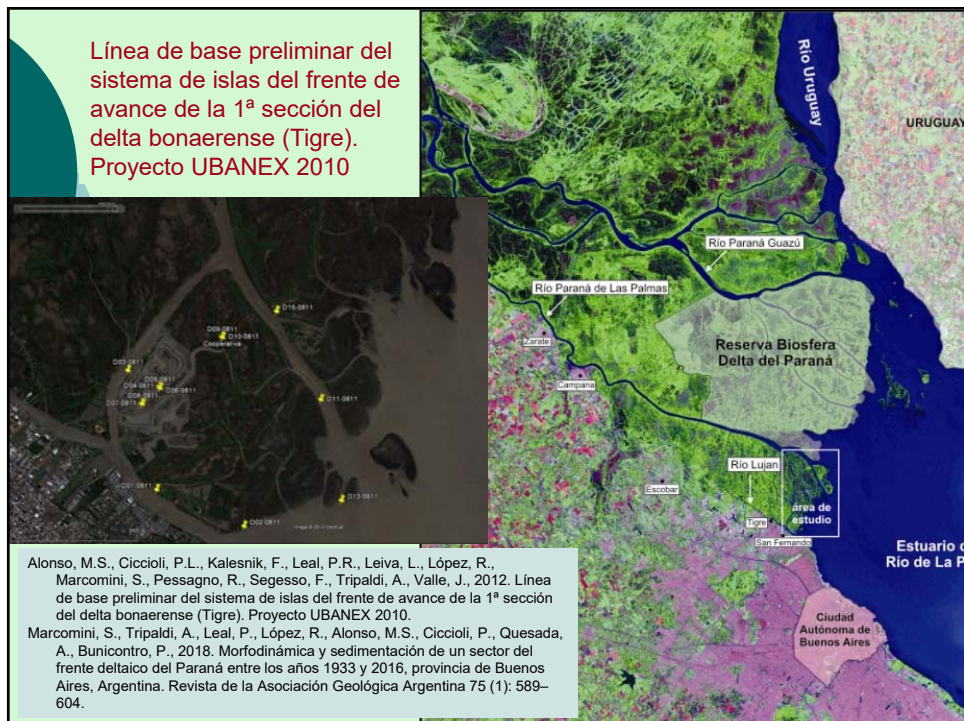 Línea de base preliminar del
sistema de islas del frente de
avance de la 1ª sección del
delta bonaerense (Tigre).
Proyecto UBANEX 2010
D15-0811
D09-0811
D10-0811
Cooperativa
D03-0811
D05-0811
D04-0811
D06-0811
D08-0811
D07-0811
D11-0811
D01-0811
D13-0811
D02-0811
Río Uruguay
URUGUAY
Río Paraná Guazú
Río Paraná de Las Palmas
Zarate
Reserva Biosfera
Delta del Paraná
Campana
Río Lujan
Escobar
área de
estudio
Tigre
San Fernando
Estuario d
Río de La P
Ciudad
Autónoma de
Buenos Aires
Alonso, M.S., Ciccioli, P.L., Kalesnik, F., Leal, P.R., Leiva, L., López, R.,
Marcomini, S., Pessagno, R., Segesso, F., Tripaldi, A., Valle, J., 2012. Línea
de base preliminar del sistema de islas del frente de avance de la 1ª sección
del delta bonaerense (Tigre). Proyecto UBANEX 2010.
Marcomini, S., Tripaldi, A., Leal, P., López, R., Alonso, M.S., Ciccioli, P., Quesada,
A., Bunicontro, P., 2018. Morfodinámica y sedimentación de un sector del
frente deltaico del Paraná entre los años 1933 y 2016, provincia de Buenos
Aires, Argentina. Revista de la Asociación Geológica Argentina 75 (1): 589–
604.